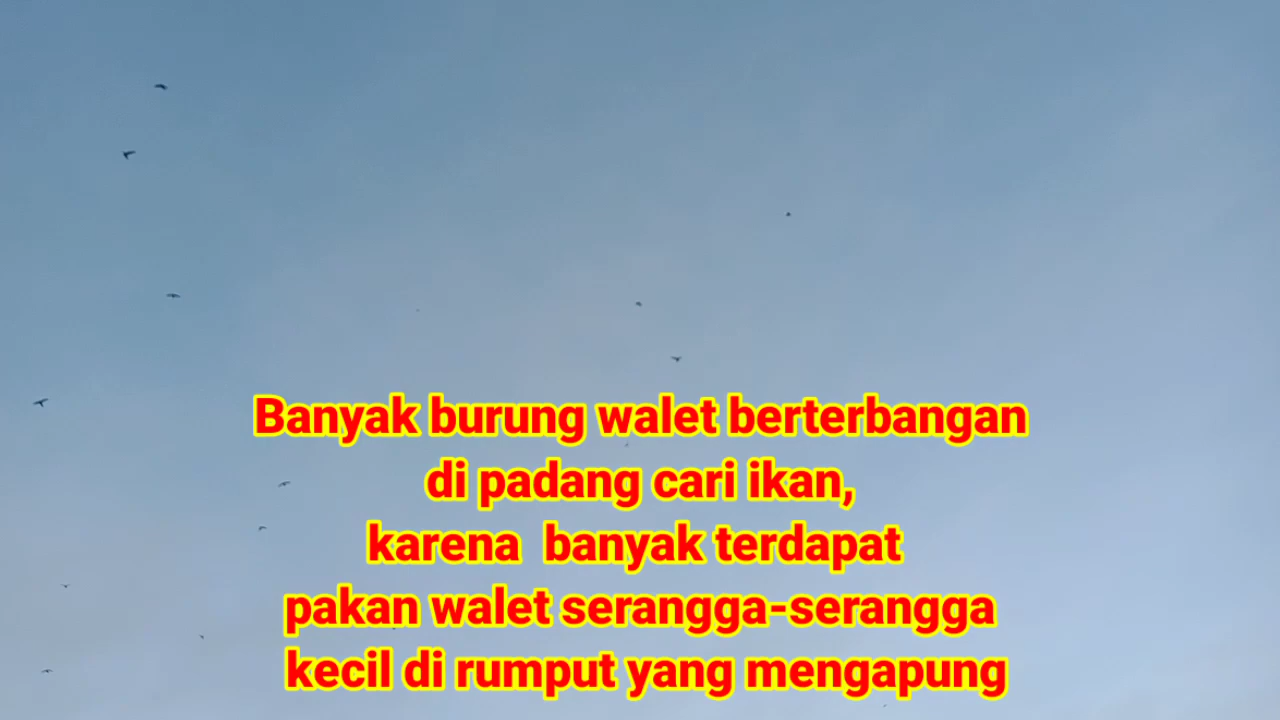 Banyak burung walet berterbangan
di padang cari ikan,
karena  banyak terdapat
pakan walet serangga-serangga
kecil di rumput yang mengapung